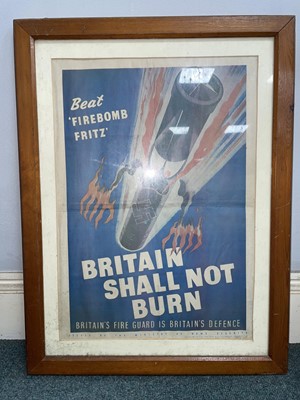 Beat
'FIREBOMB
FRITZ'
BRITAIN
SHALL NOT
BURN
BRITAIN'S FIRE GUARD IS BRITAIN'S DEFENCE